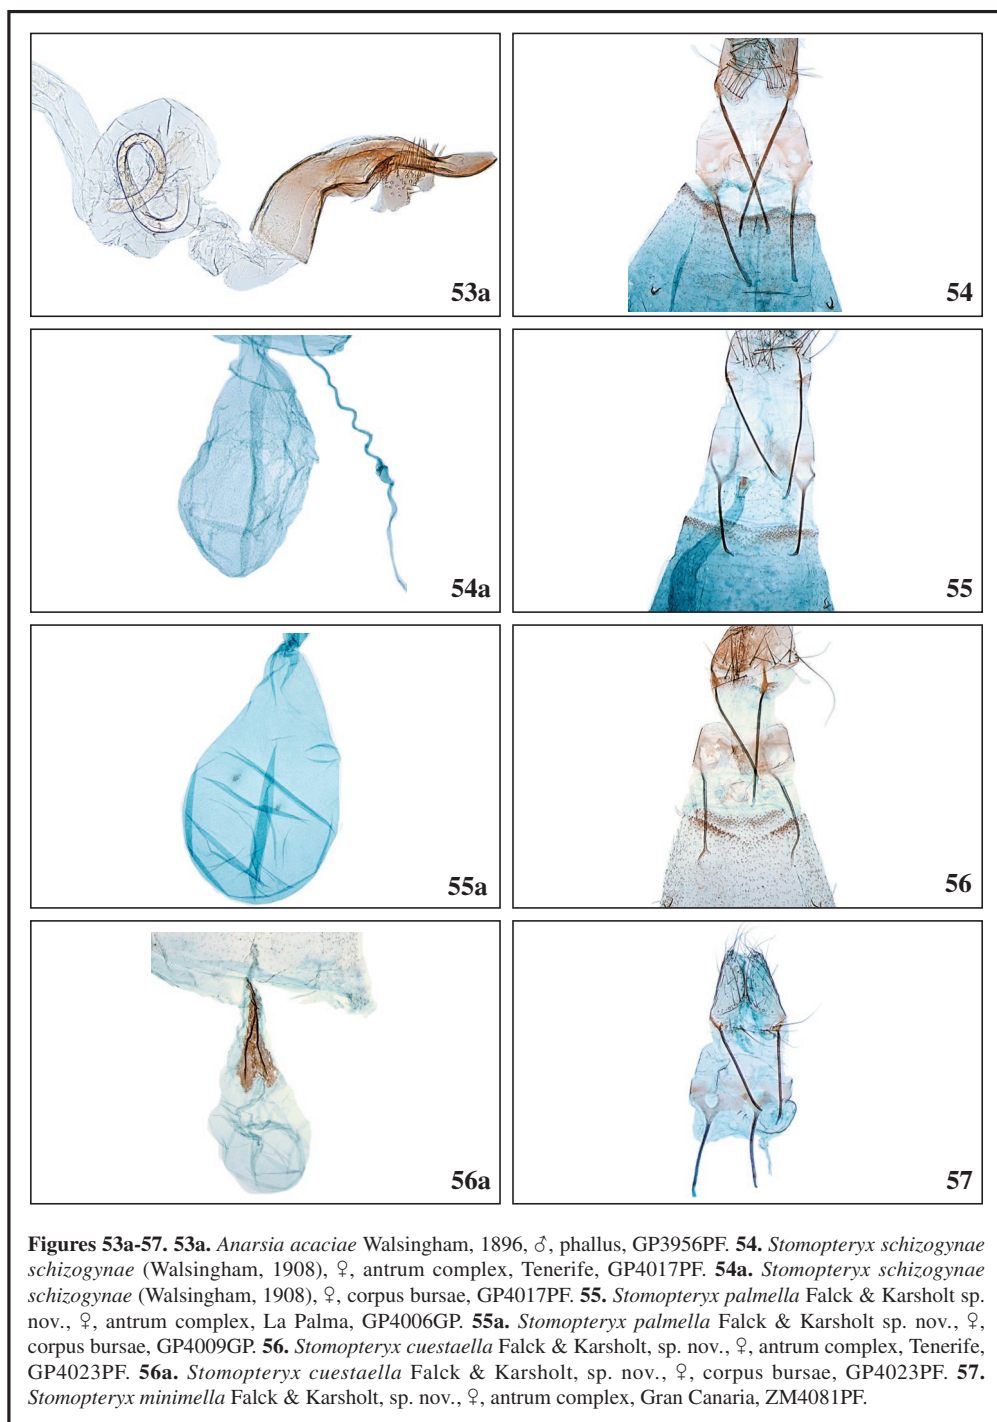 53a
54
54a
55
55a
56
56a
57
Figures 53a-57. 53a. Anarsia acaciae Walsingham, 1896, ♂, phallus, GP3956PF. 54. Stomopteryx schizogynae
schizogynae (Walsingham, 1908), ♀, antrum complex, Tenerife, GP4017PF. 54a. Stomopteryx schizogynae
schizogynae (Walsingham, 1908), ♀, corpus bursae, GP4017PF. 55. Stomopteryx palmella Falck & Karsholt sp.
nov., ♀, antrum complex, La Palma, GP4006GP. 55a. Stomopteryx palmella Falck & Karsholt sp. nov., ♀,
corpus bursae, GP4009GP. 56. Stomopteryx cuestaella Falck & Karsholt, sp. nov., ♀, antrum complex, Tenerife,
GP4023PF. 56a. Stomopteryx cuestaella Falck & Karsholt, sp. nov., ♀, corpus bursae, GP4023PF. 57.
Stomopteryx minimella Falck & Karsholt, sp. nov., ♀, antrum complex, Gran Canaria, ZM4081PF.